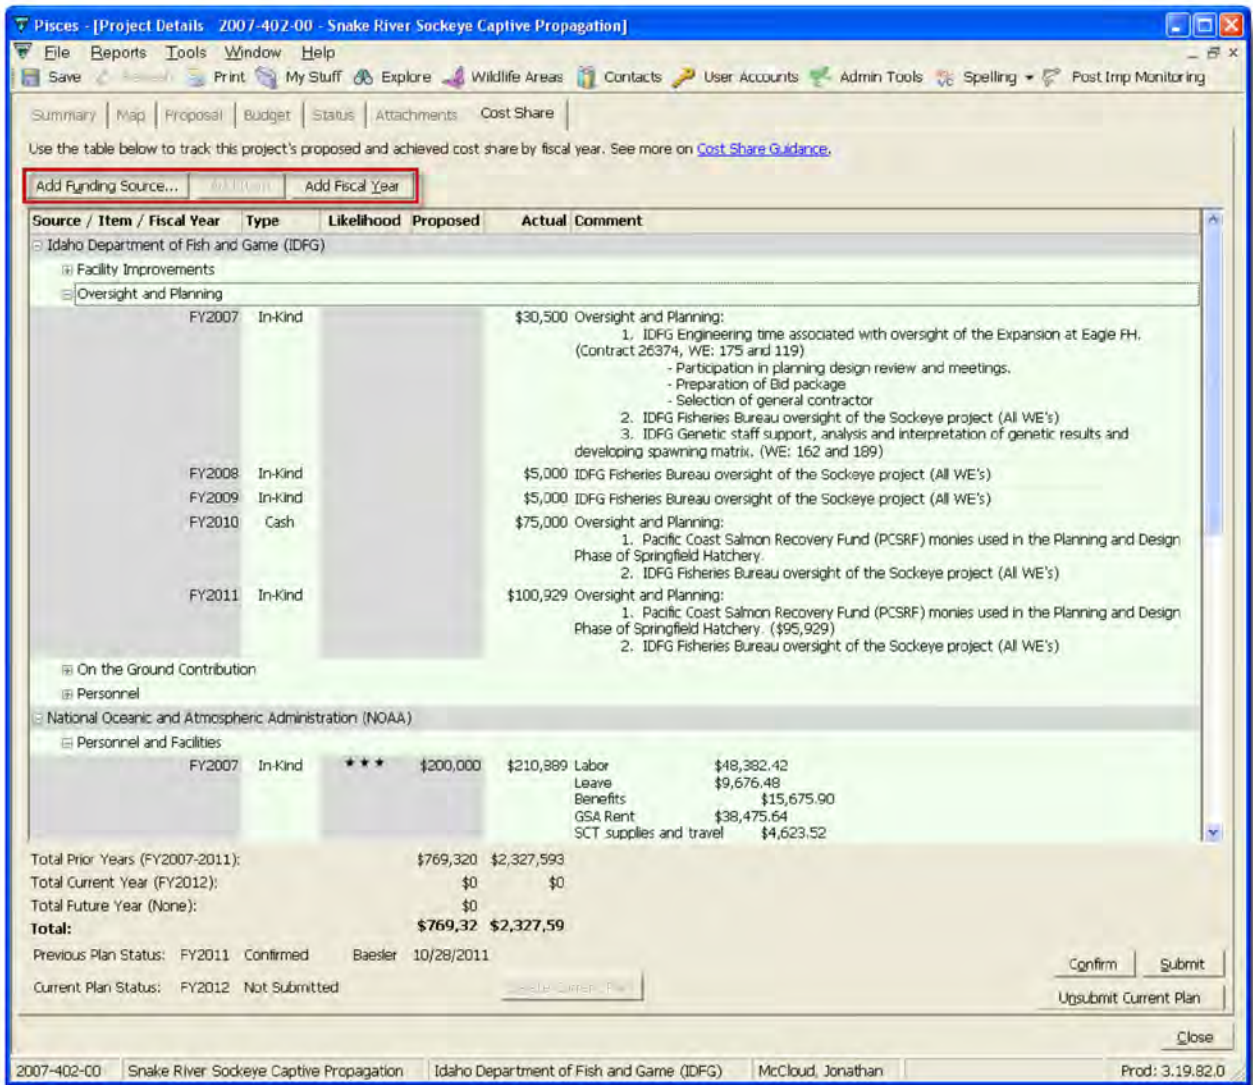 Pisces - [Project Details 2007-402-00 - Snake River Sockeye Captive Propagation]
File Reports Tools Window Help
Save Print My Stuff Explore Wildlife Areas Contacts User Accounts Admin Tools Spelling Post Imp Monitoring
Summary Map Proposal Budget Status Attachments Cost Share
Use the table below to track this project's proposed and achieved cost share by fiscal year. See more on Cost Share Guidance.
Add Funding Source... Add Fiscal Year
Source / Item / Fiscal Year Type Likelihood Proposed Actual Comment
Idaho Department of Fish and Game (IDFG)
Facility Improvements
Oversight and Planning
FY2007 In-Kind $30,500 Oversight and Planning:
1. IDFG Engineering time associated with oversight of the Expansion at Eagle FH.
(Contract 26374, WE: 175 and 119)
- Participation in planning design review and meetings.
- Preparation of Bid package
- Selection of general contractor
2. IDFG Fisheries Bureau oversight of the Sockeye project (All WE's)
3. IDFG Genetic staff support, analysis and interpretation of genetic results and
developing spawning matrix. (WE: 162 and 189)
FY2008 In-Kind $5,000 IDFG Fisheries Bureau oversight of the Sockeye project (All WE's)
FY2009 In-Kind $5,000 IDFG Fisheries Bureau oversight of the Sockeye project (All WE's)
FY2010 Cash $75,000 Oversight and Planning:
1. Pacific Coast Salmon Recovery Fund (PCSRF) monies used in the Planning and Design
Phase of Springfield Hatchery.
2. IDFG Fisheries Bureau oversight of the Sockeye project (All WE's)
FY2011 In-Kind $100,929 Oversight and Planning:
1. Pacific Coast Salmon Recovery Fund (PCSRF) monies used in the Planning and Design
Phase of Springfield Hatchery. ($95,929)
2. IDFG Fisheries Bureau oversight of the Sockeye project (All WE's)
On the Ground Contribution
Personnel
National Oceanic and Atmospheric Administration (NOAA)
Personnel and Facilities
FY2007 In-Kind ★★★ $200,000 $210,989 Labor $48,382.42
Leave $9,676.48
Benefits $15,675.90
GSA Rent $38,475.64
SCT supplies and travel $4,623.52
Total Prior Years (FY2007-2011): $769,320 $2,327,593
Total Current Year (FY2012): $0 $0
Total Future Year (None): $0
Total: $769,32 $2,327,59
Previous Plan Status: FY2011 Confirmed Baesler 10/28/2011
Confirm Submit
Current Plan Status: FY2012 Not Submitted
Unsubmit Current Plan
Close
2007-402-00 Snake River Sockeye Captive Propagation Idaho Department of Fish and Game (IDFG) McCloud, Jonathan Prod: 3.19.82.0